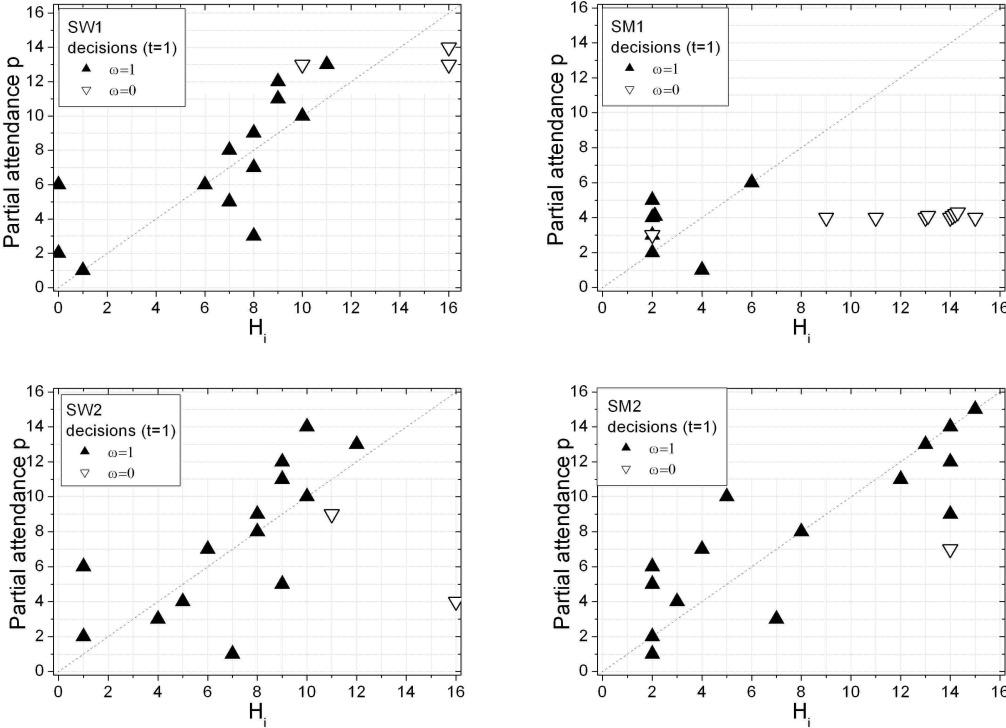 SW1
decisions (t=1)
ω=1
ω=0
Partial attendance p
16
14
12
10
8
6
4
2
0
0 2 4 6 8 10 12 14 16
H_i
SM1
decisions (t=1)
ω=1
ω=0
Partial attendance p
16
14
12
10
8
6
4
2
0
0 2 4 6 8 10 12 14 16
H_i
SW2
decisions (t=1)
ω=1
ω=0
Partial attendance p
16
14
12
10
8
6
4
2
0
0 2 4 6 8 10 12 14 16
H_i
SM2
decisions (t=1)
ω=1
ω=0
Partial attendance p
16
14
12
10
8
6
4
2
0
0 2 4 6 8 10 12 14 16
H_i